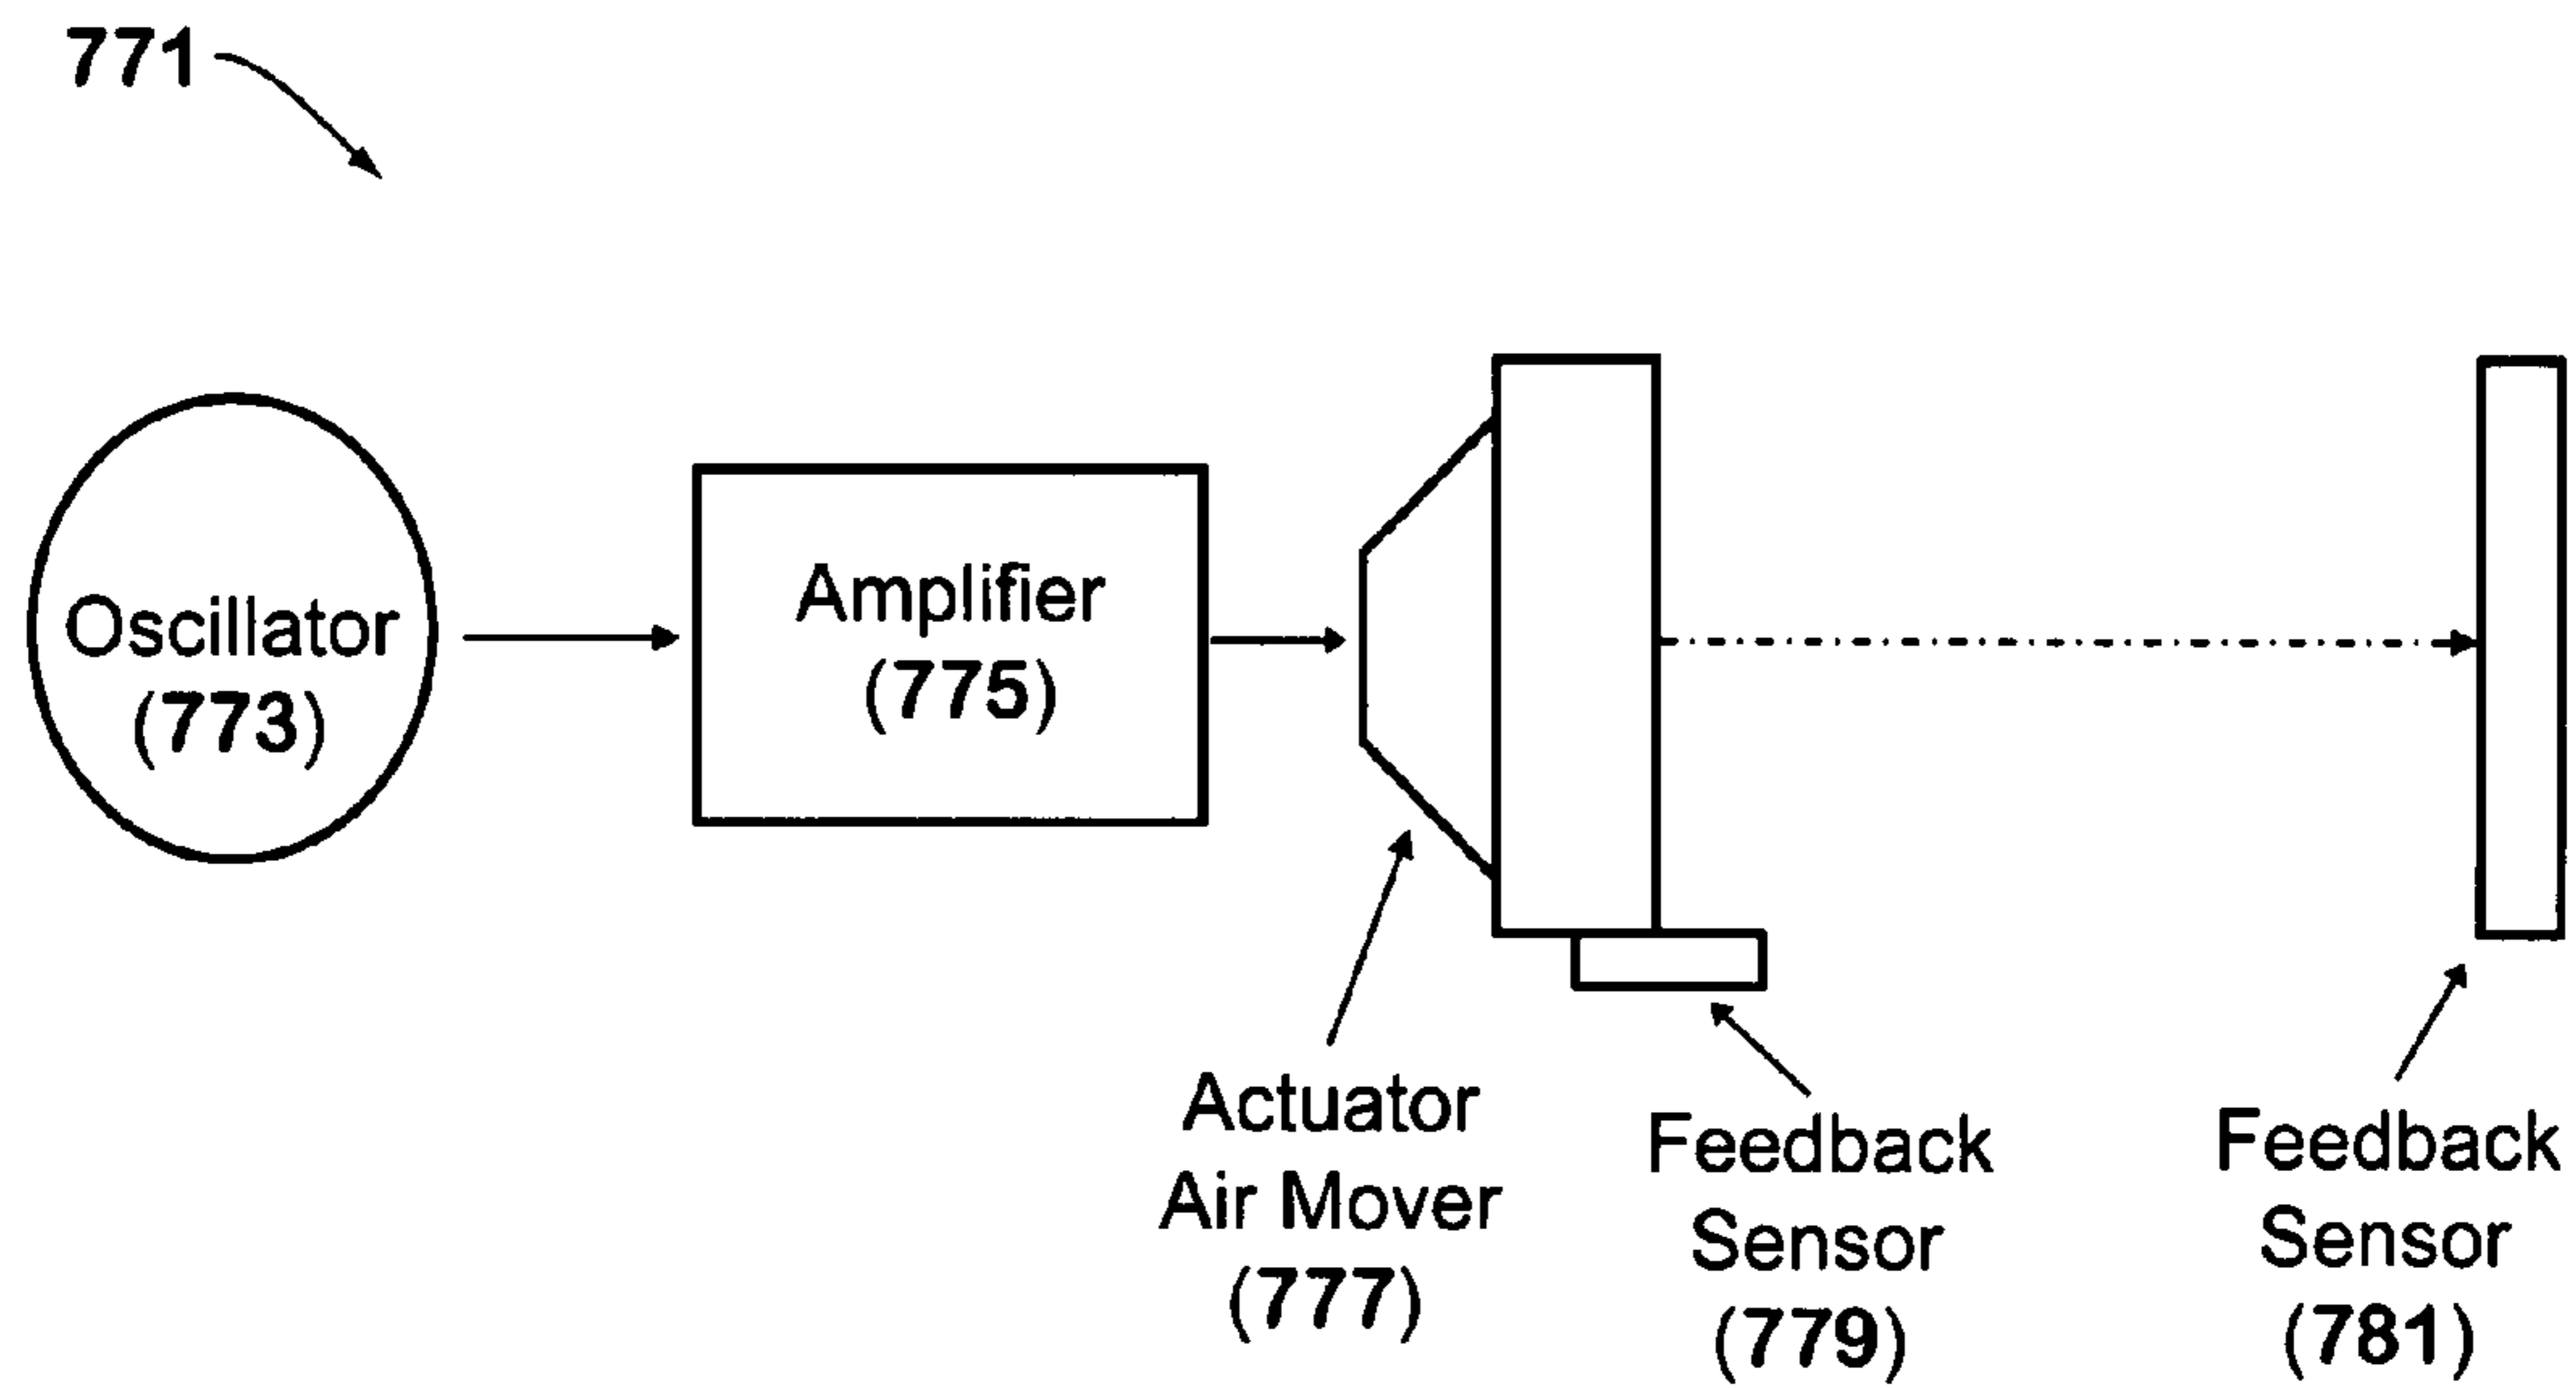 771
Oscillator
(773)
Amplifier
(775)
Actuator
Air Mover
(777)
Feedback
Sensor
(779)
Feedback
Sensor
(781)